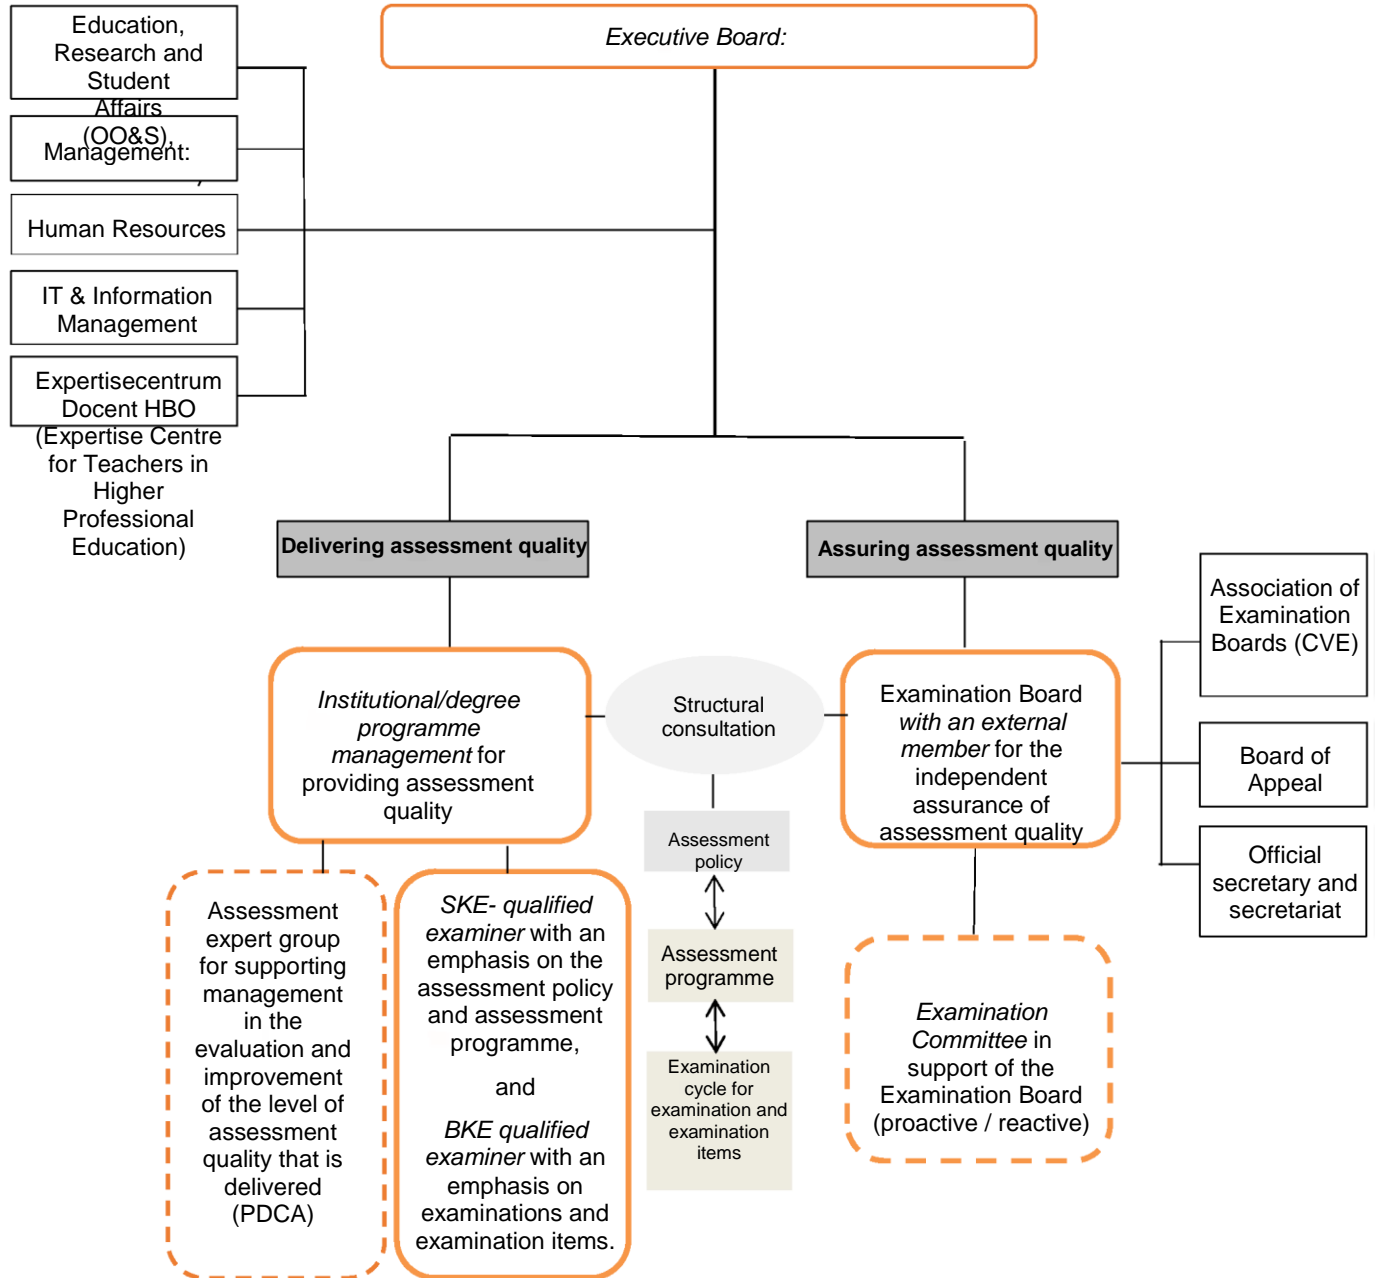 Education,
Research and
Student
Affairs
(OO&S),
Management:
Human Resources
IT & Information
Management
Expertisecentrum
Docent HBO
(Expertise Centre
for Teachers in
Higher
Professional
Education)
Executive Board:
Delivering assessment quality
Assuring assessment quality
Institutional/degree
programme
management for
providing assessment
quality
Structural
consultation
Examination Board
with an external
member for the
independent
assurance of
assessment quality
Association of
Examination
Boards (CVE)
Board of
Appeal
Official
secretary and
secretariat
Assessment
expert group
for supporting
management
in the
evaluation and
improvement
of the level of
assessment
quality that is
delivered
(PDCA)
SKE- qualified
examiner with an
emphasis on the
assessment policy
and assessment
programme,
and
BKE qualified
examiner with an
emphasis on
examinations and
examination items.
Assessment
policy
Assessment
programme
Examination
cycle for
examination and
examination
items
Examination
Committee in
support of the
Examination Board
(proactive / reactive)